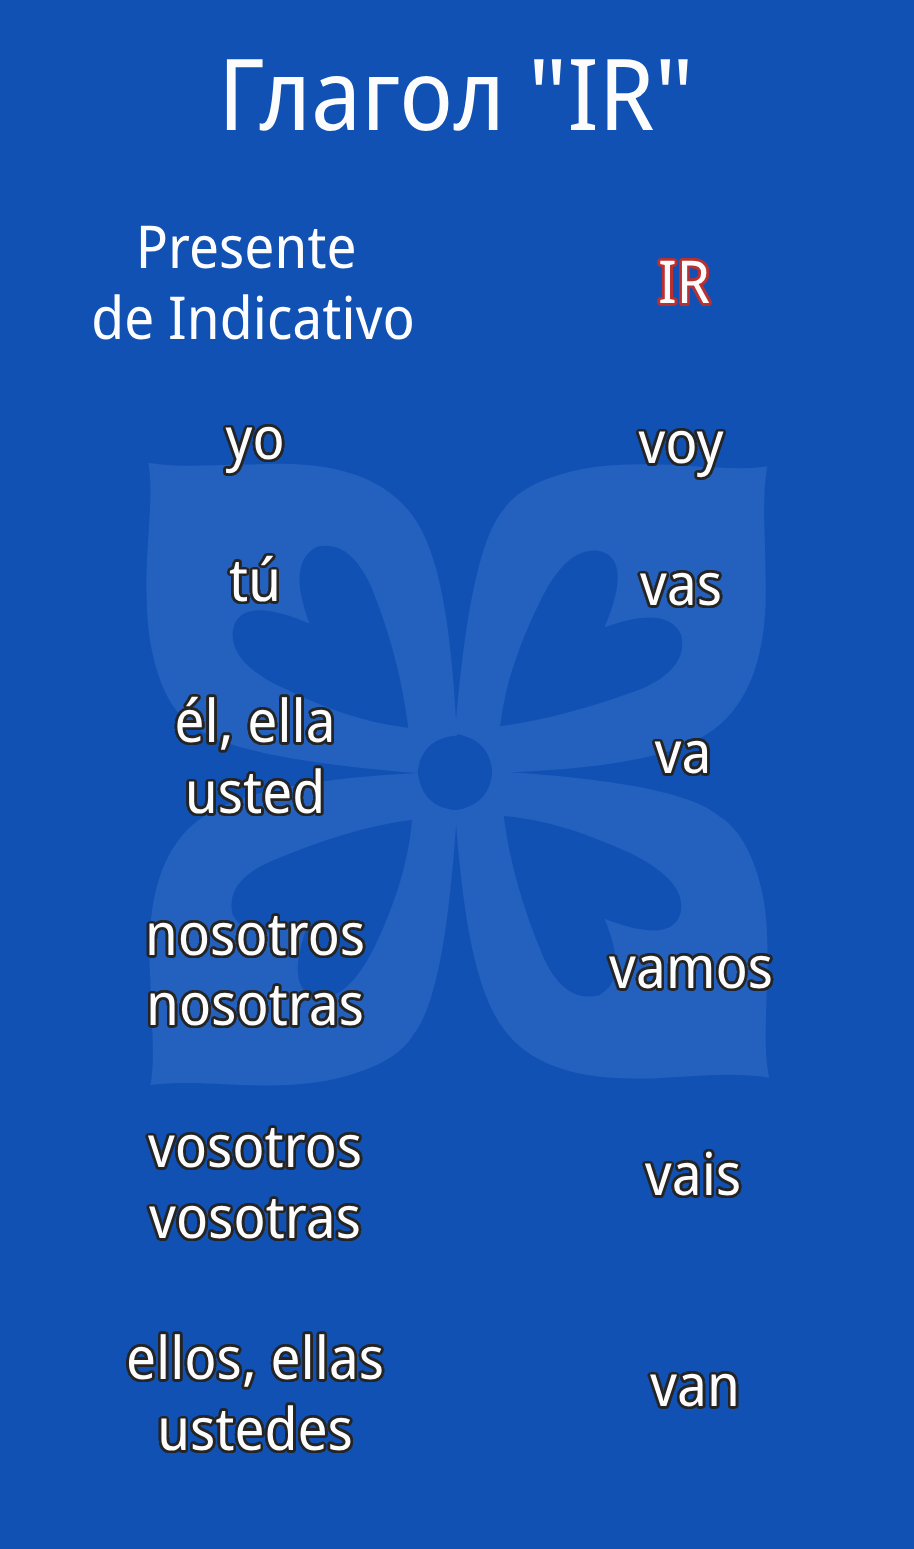 Глагол "IR"
Presente
de Indicativo
IR
yo
voy
tú
vas
él, ella
usted
va
nosotros
nosotras
vamos
vosotros
vosotras
vais
ellos, ellas
ustedes
van